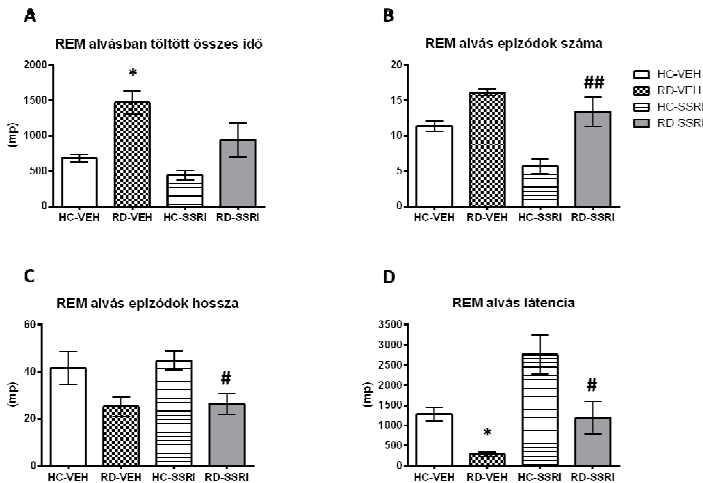 A
REM alvásban töltött összes idő
2000
1500
1000
500
0
(mp)
*
HC-VEH RD-VEH HC-SSRI RD-SSRI
B
REM alvás epizódok száma
20
15
10
5
0
##
HC-VEH RD-VEH HC-SSRI RD-SSRI
HC-VEH
RD-VEH
HC-SSRI
RD SSRI
C
REM alvás epizódok hossza
60
40
20
0
(mp)
#
HC-VEH RD-VEH HC-SSRI RD-SSRI
D
REM alvás látencia
3500
3000
2500
2000
1500
1000
500
0
(mp)
*
#
HC-VEH RD-VEH HC-SSRI RD-SSRI